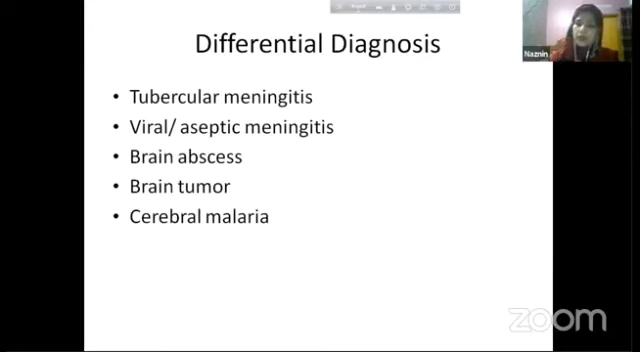 Differential Diagnosis
• Tubercular meningitis
• Viral/ aseptic meningitis
• Brain abscess
• Brain tumor
• Cerebral malaria
Naznin
zoom